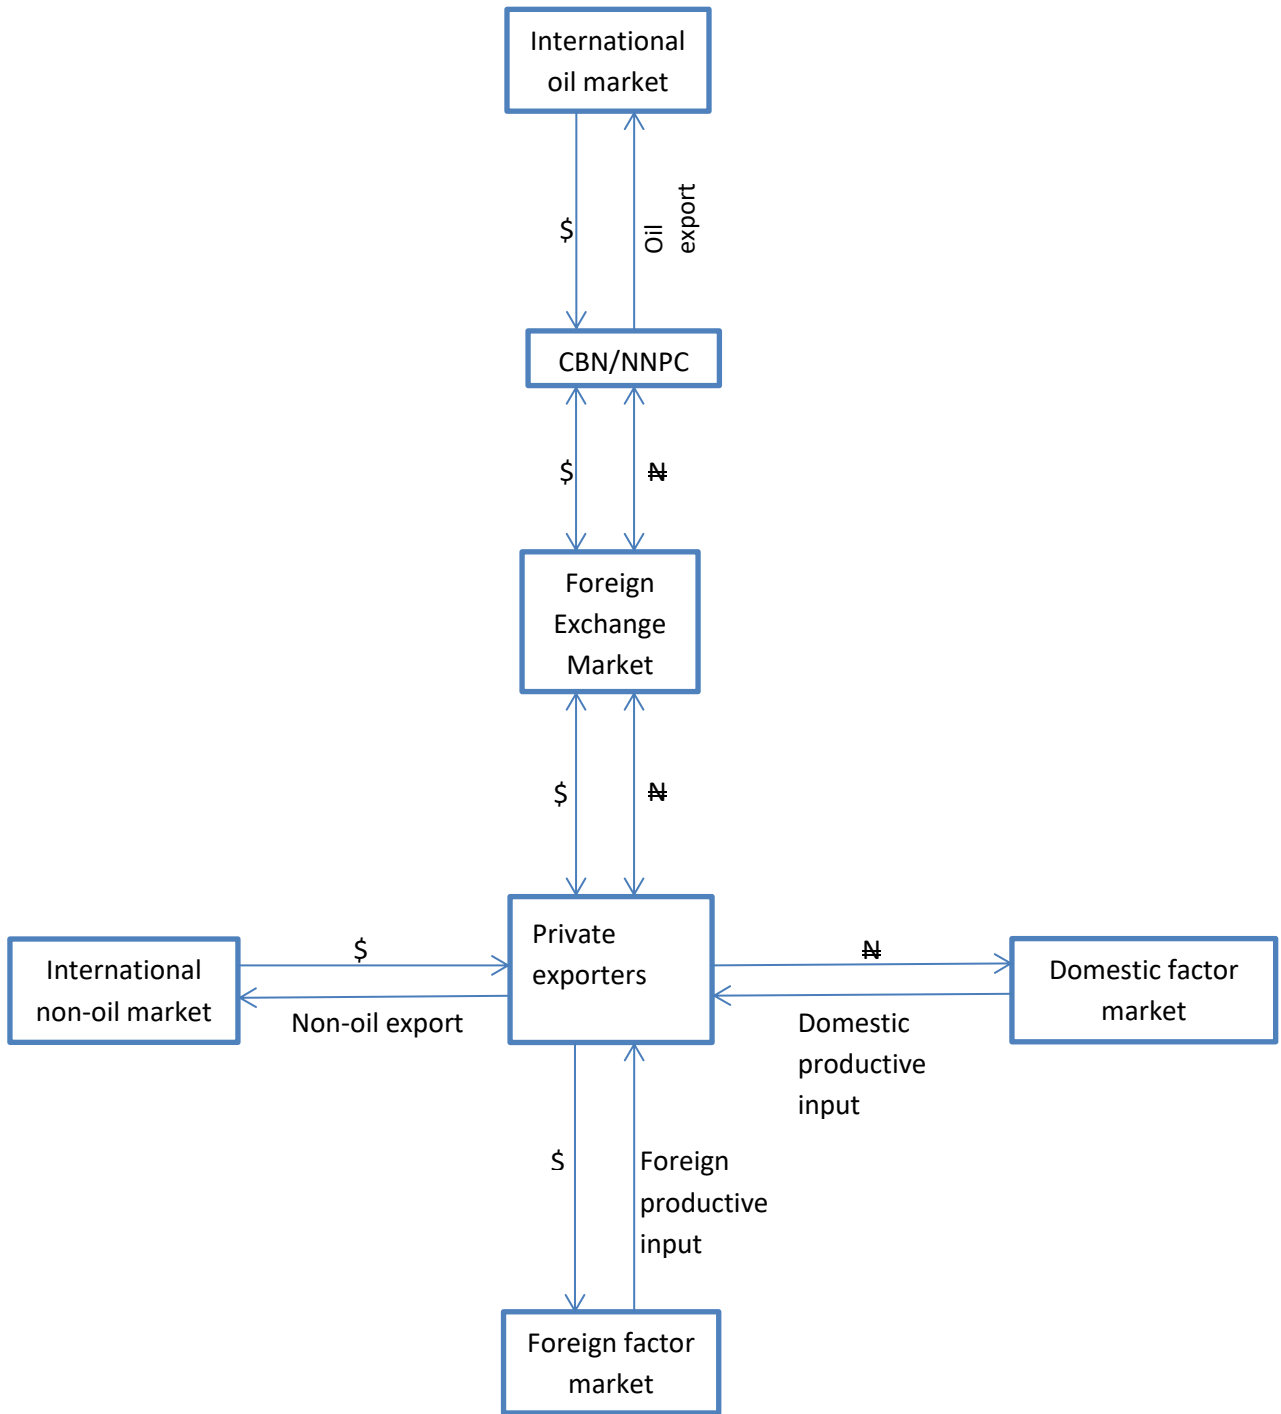 International
oil market
$
Oil
export
CBN/NNPC
$
₦
Foreign
Exchange
Market
$
₦
Private
exporters
$
₦
International
non-oil market
Domestic factor
market
Non-oil export
Domestic
productive
input
$
Foreign
productive
input
Foreign factor
market